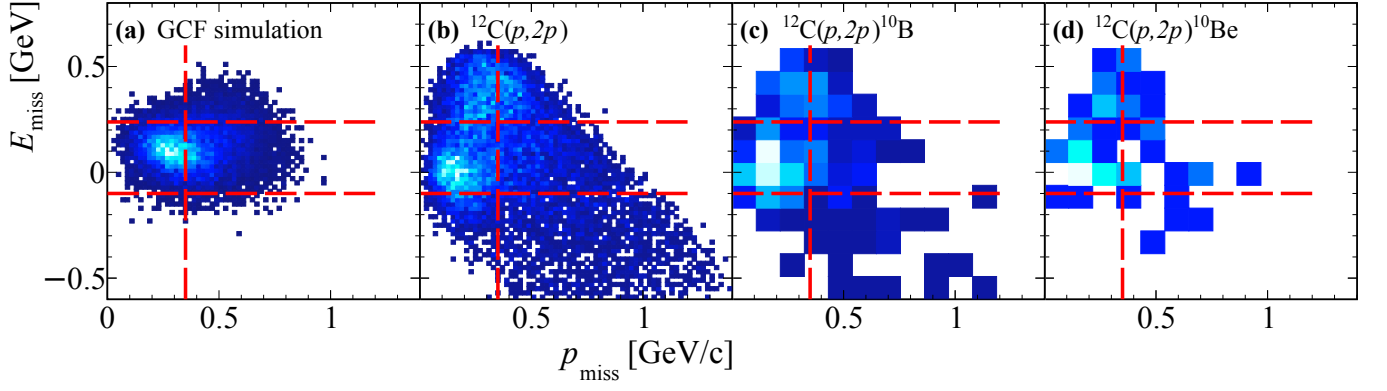 (a) GCF simulation
(b) ¹²C(p,2p)
(c) ¹²C(p,2p)¹⁰B
(d) ¹²C(p,2p)¹⁰Be
E_miss [GeV]
0.5
0
−0.5
0 0.5 1 0.5 1 0.5 1 0.5 1
p_miss [GeV/c]